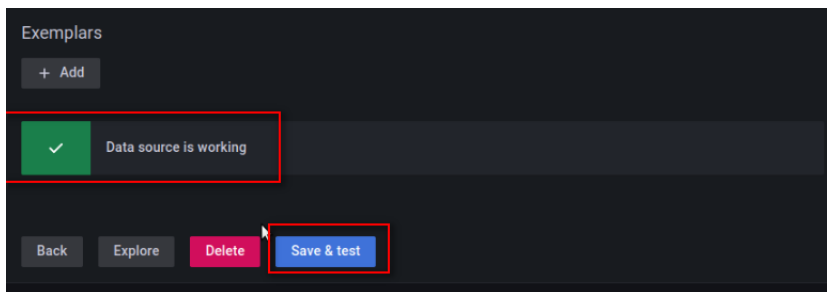 Exemplars
+ Add
Data source is working
Back Explore Delete Save & test